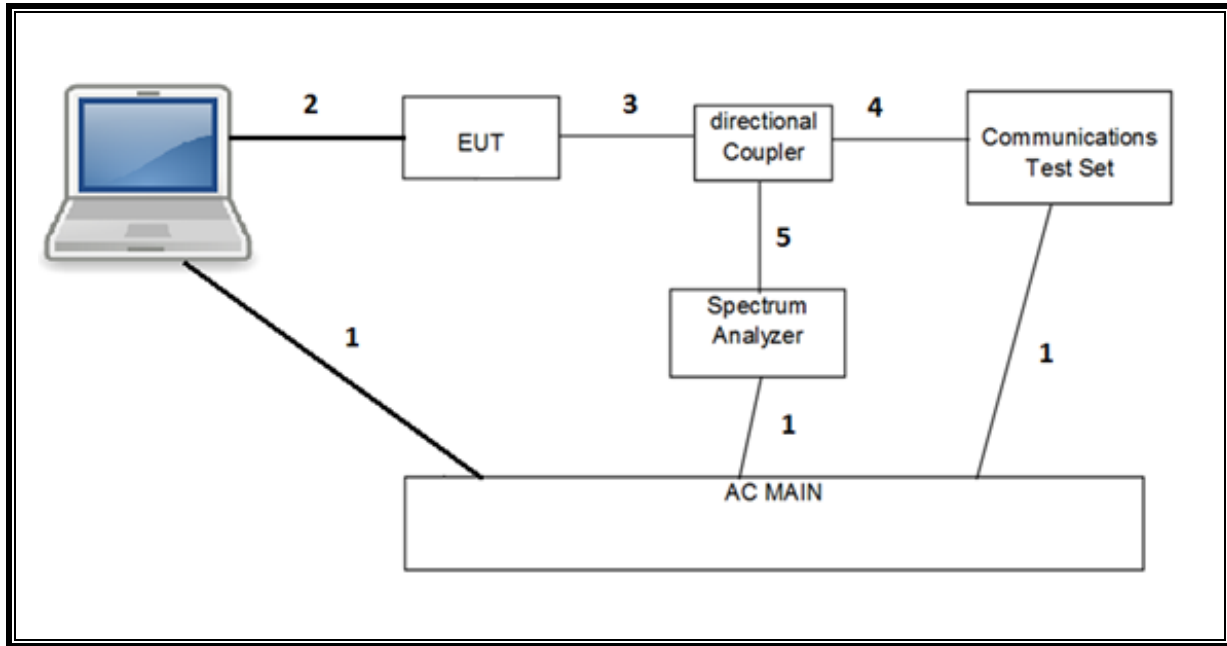 2
EUT
3
directional
Coupler
4
Communications
Test Set
5
Spectrum
Analyzer
1
1
1
AC MAIN